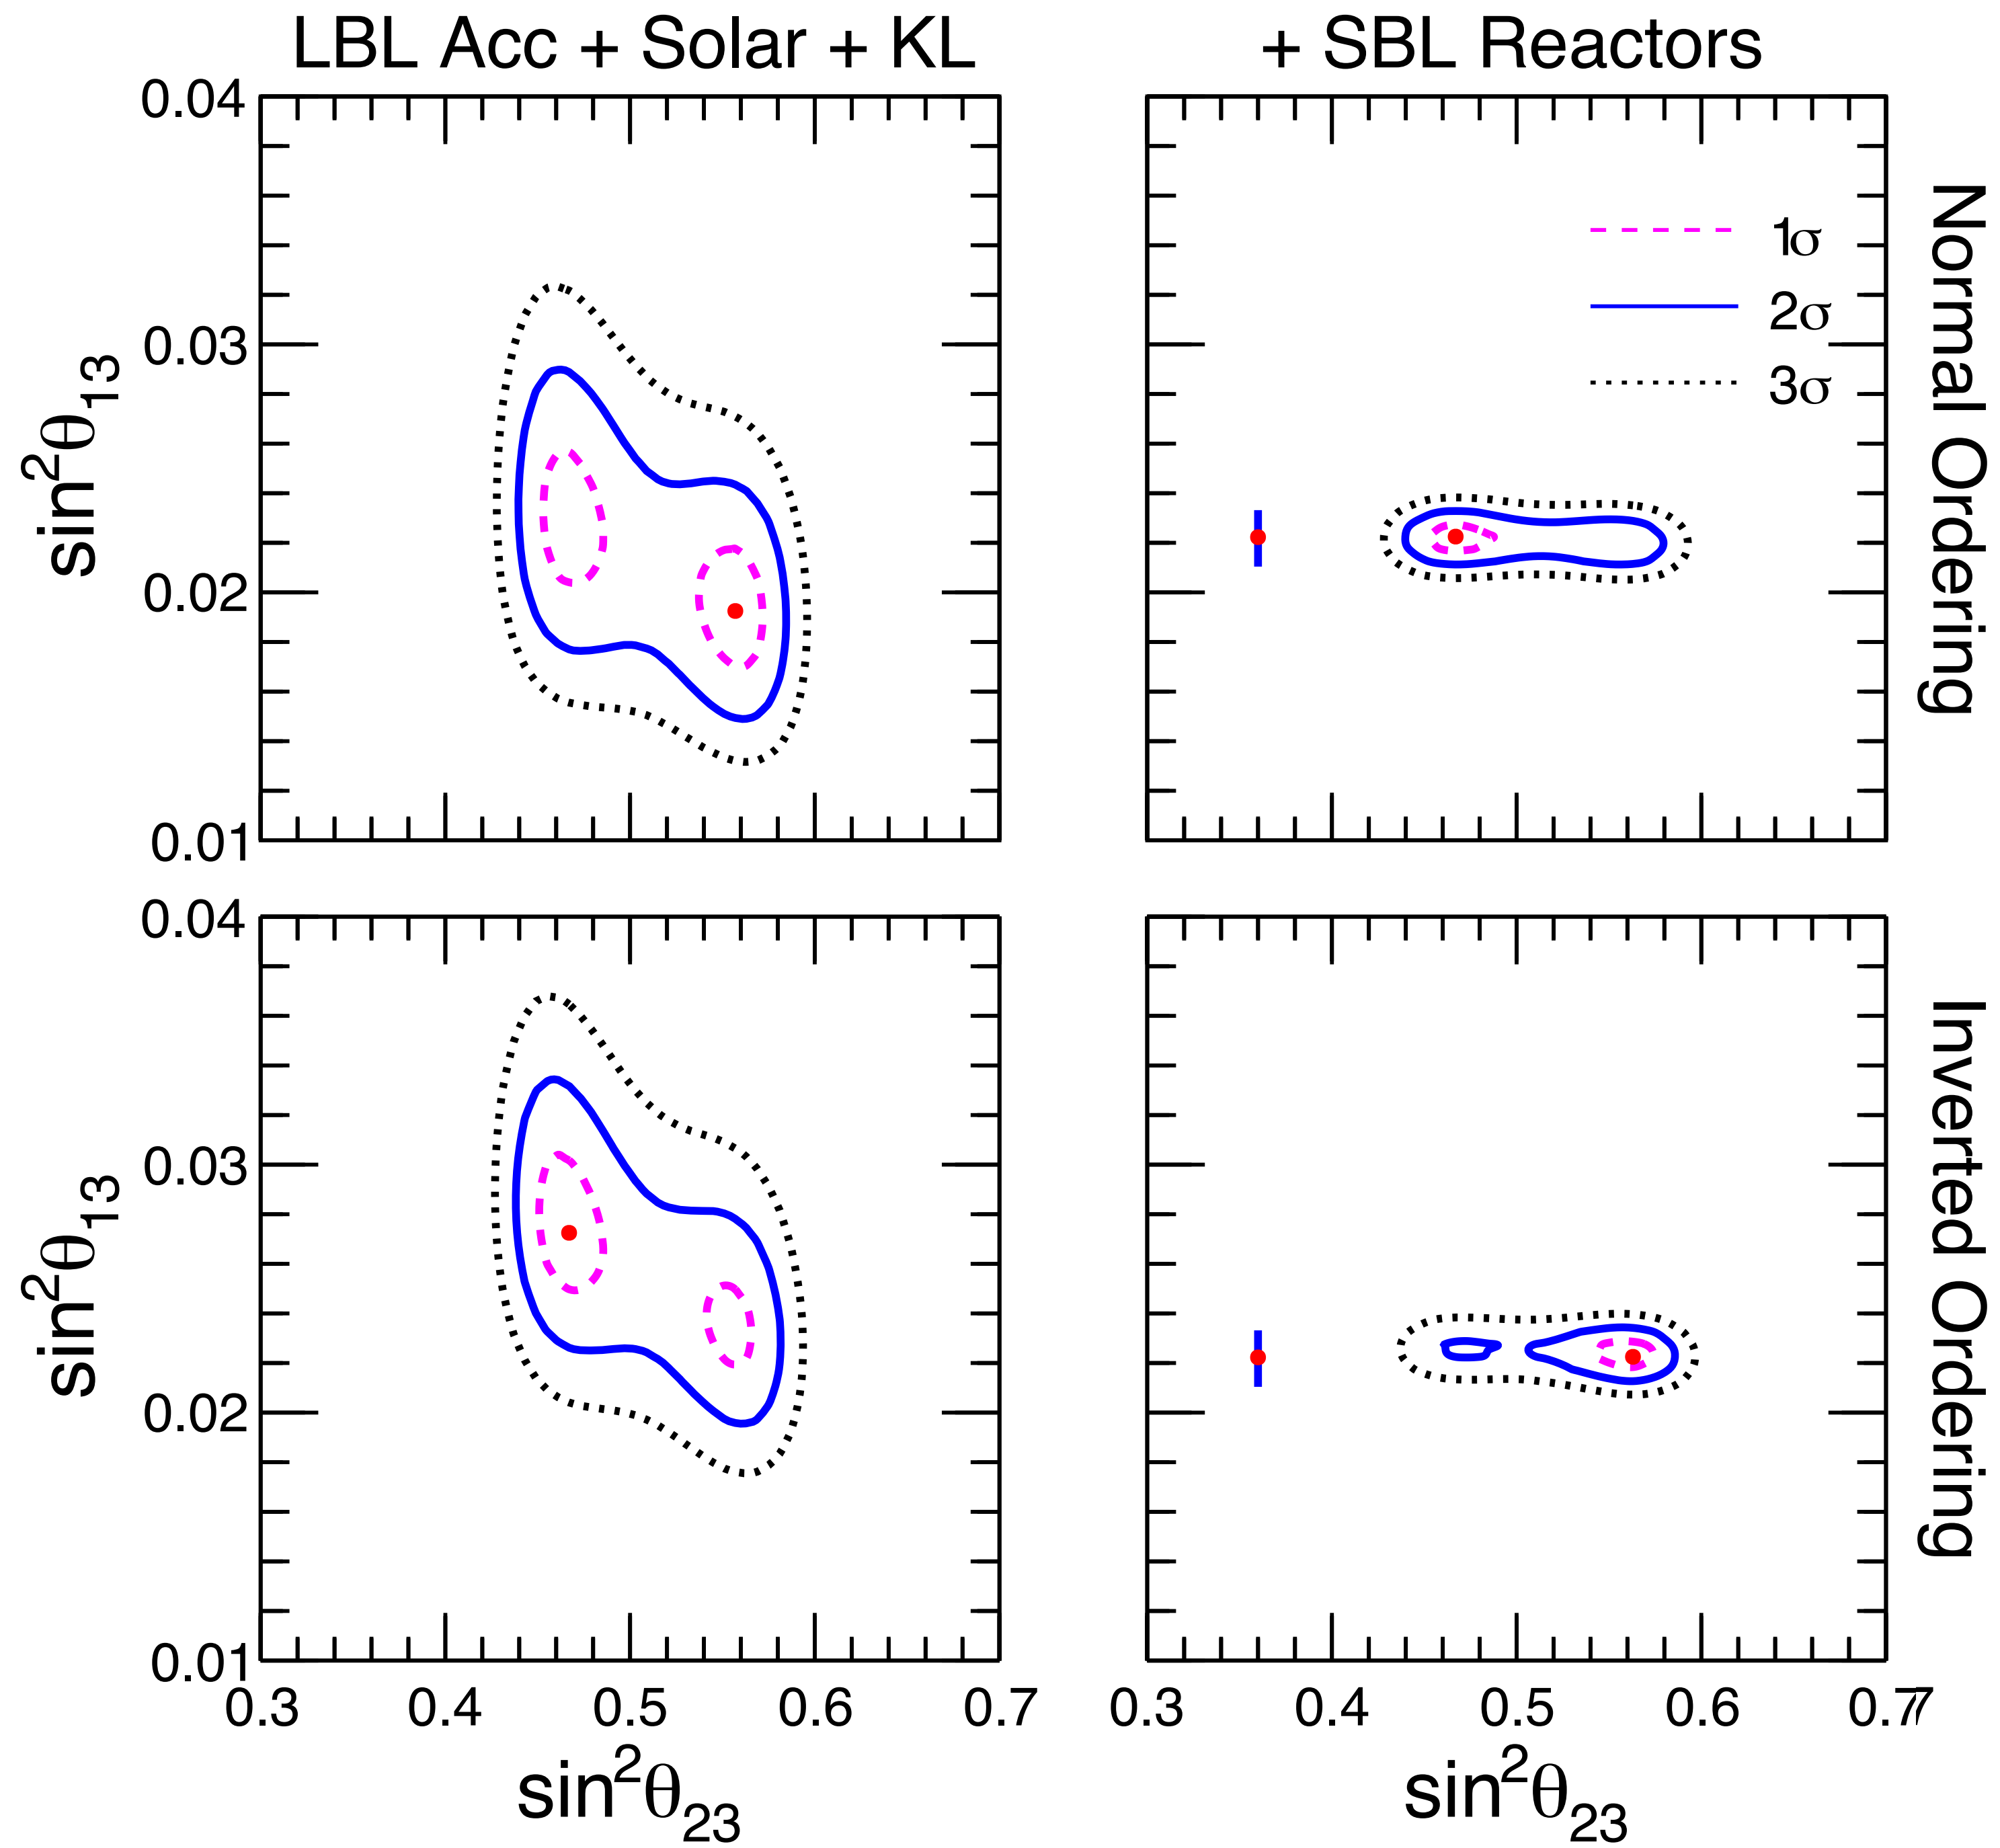 LBL Acc + Solar + KL
+ SBL Reactors
0.04
0.03
0.02
0.01
sin²θ₁₃
1σ
2σ
3σ
Normal Ordering
0.04
0.03
0.02
0.01
sin²θ₁₃
Inverted Ordering
0.3 0.4 0.5 0.6 0.7
0.3 0.4 0.5 0.6 0.7
sin²θ₂₃
sin²θ₂₃